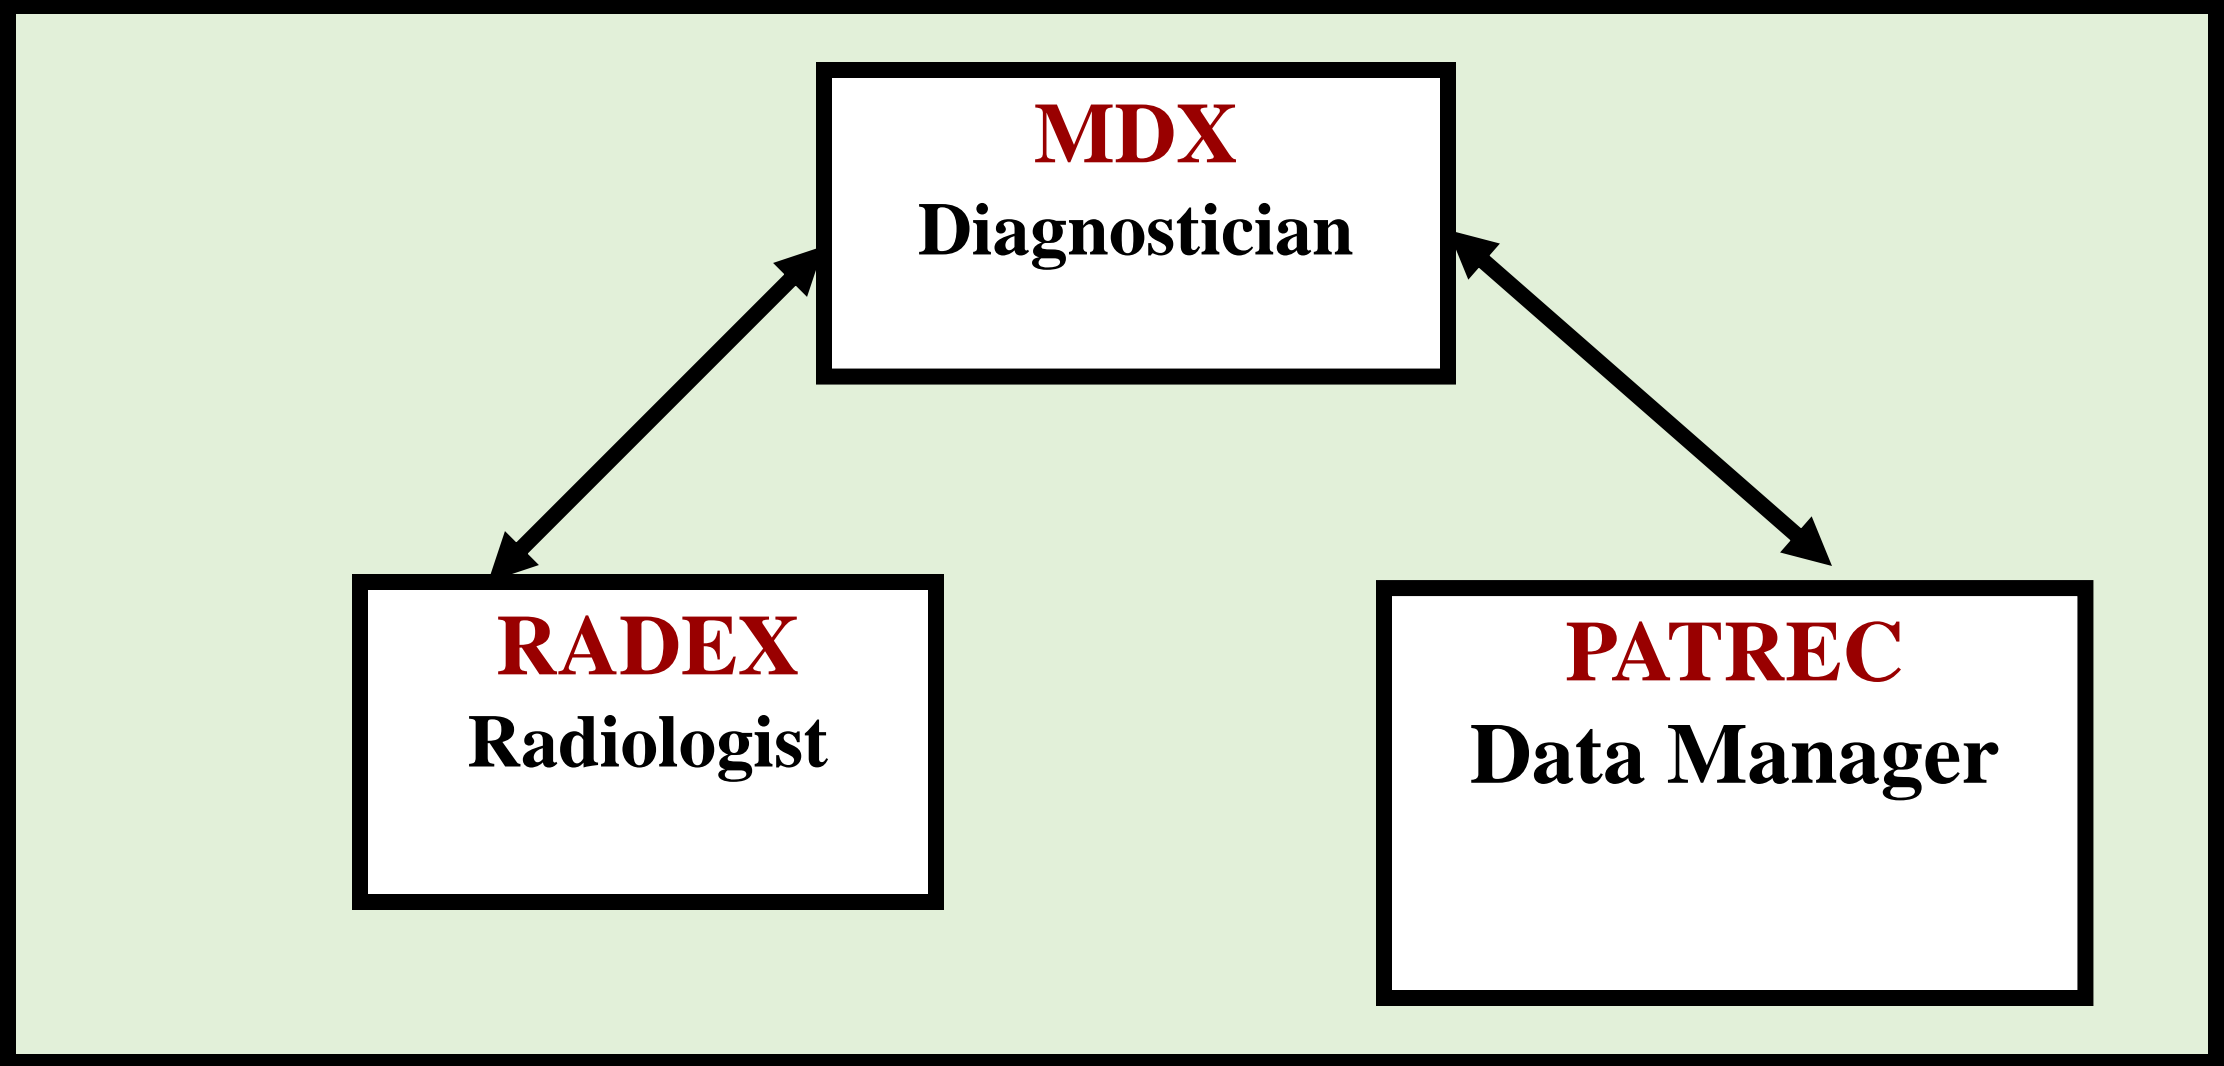 MDX
Diagnostician
RADEX
Radiologist
PATREC
Data Manager